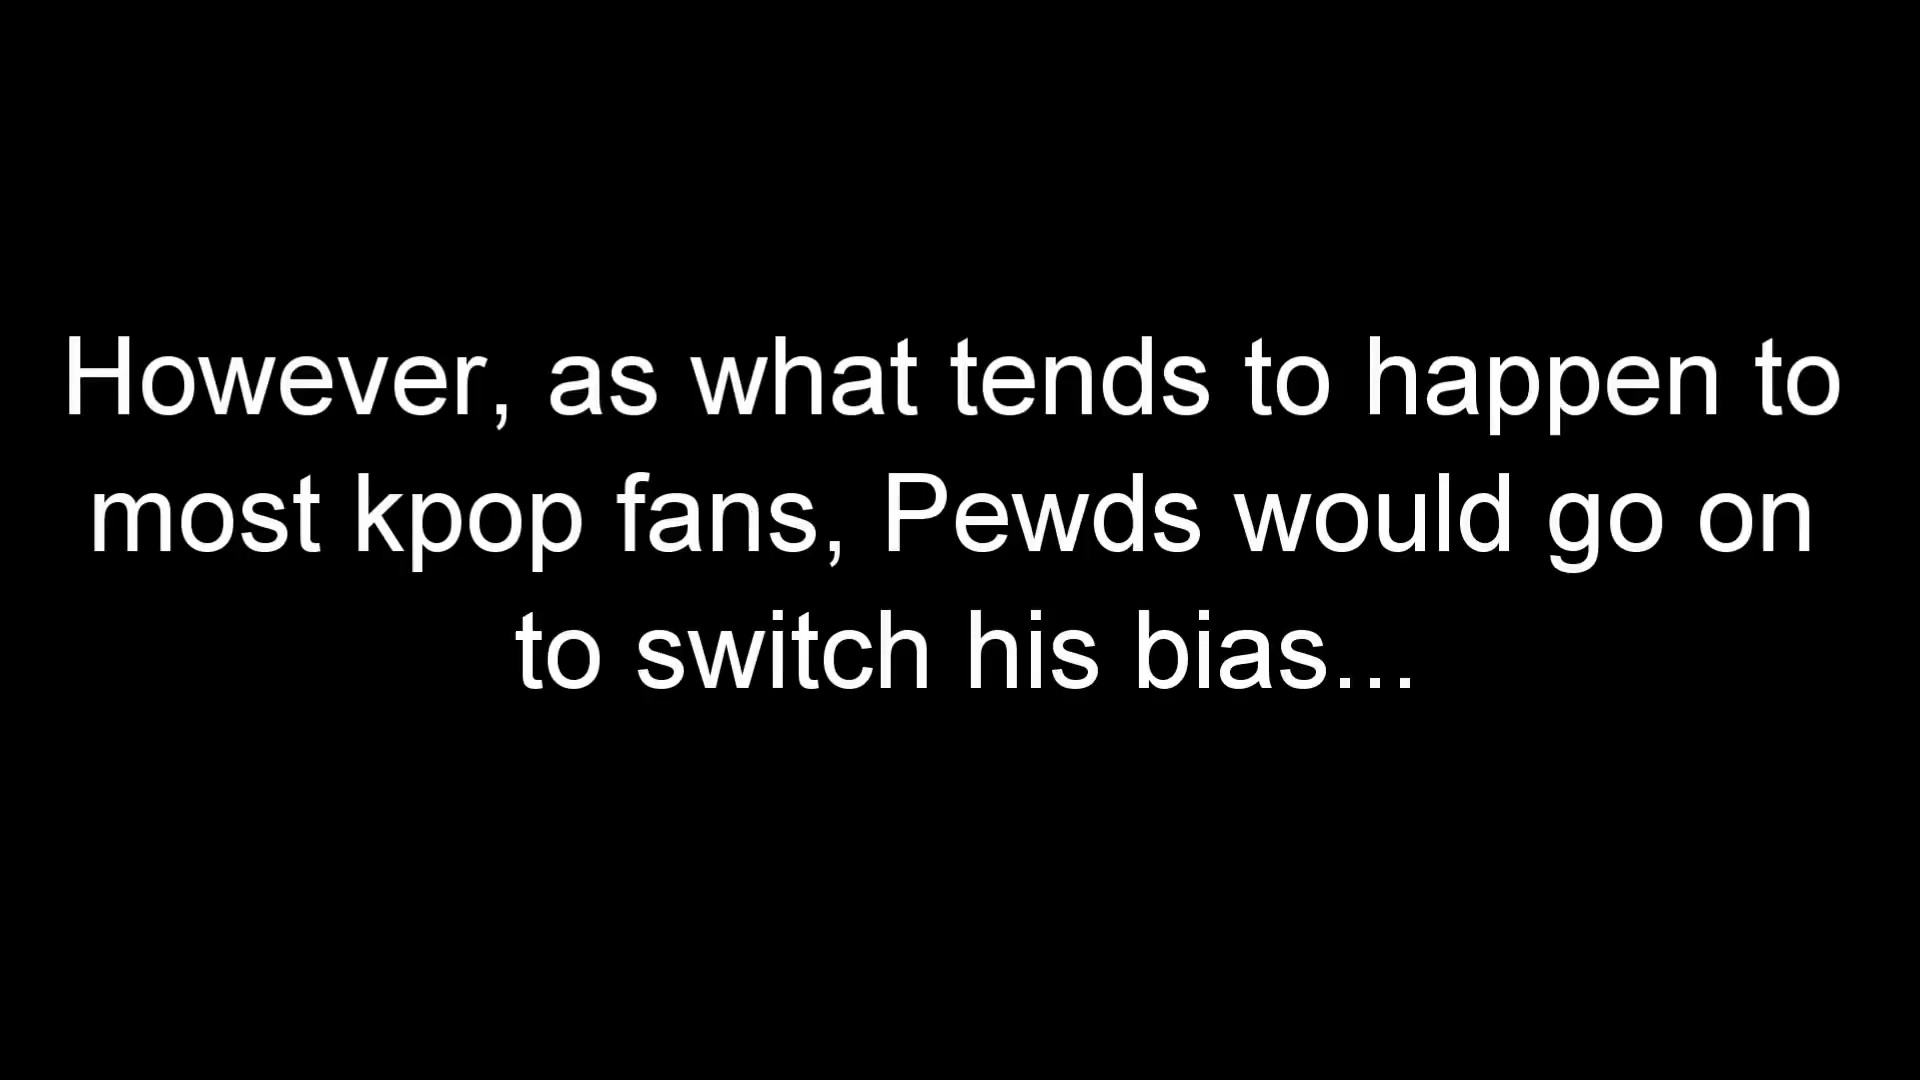 However, as what tends to happen to
most kpop fans, Pewds would go on
to switch his bias...